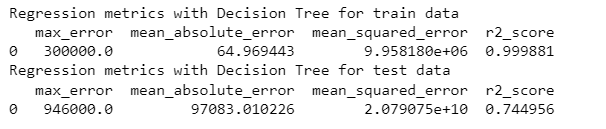 Regression metrics with Decision Tree for train data
max_error mean_absolute_error mean_squared_error r2_score
0 300000.0 64.969443 9.958180e+06 0.999881
Regression metrics with Decision Tree for test data
max_error mean_absolute_error mean_squared_error r2_score
0 946000.0 97083.010226 2.079075e+10 0.744956